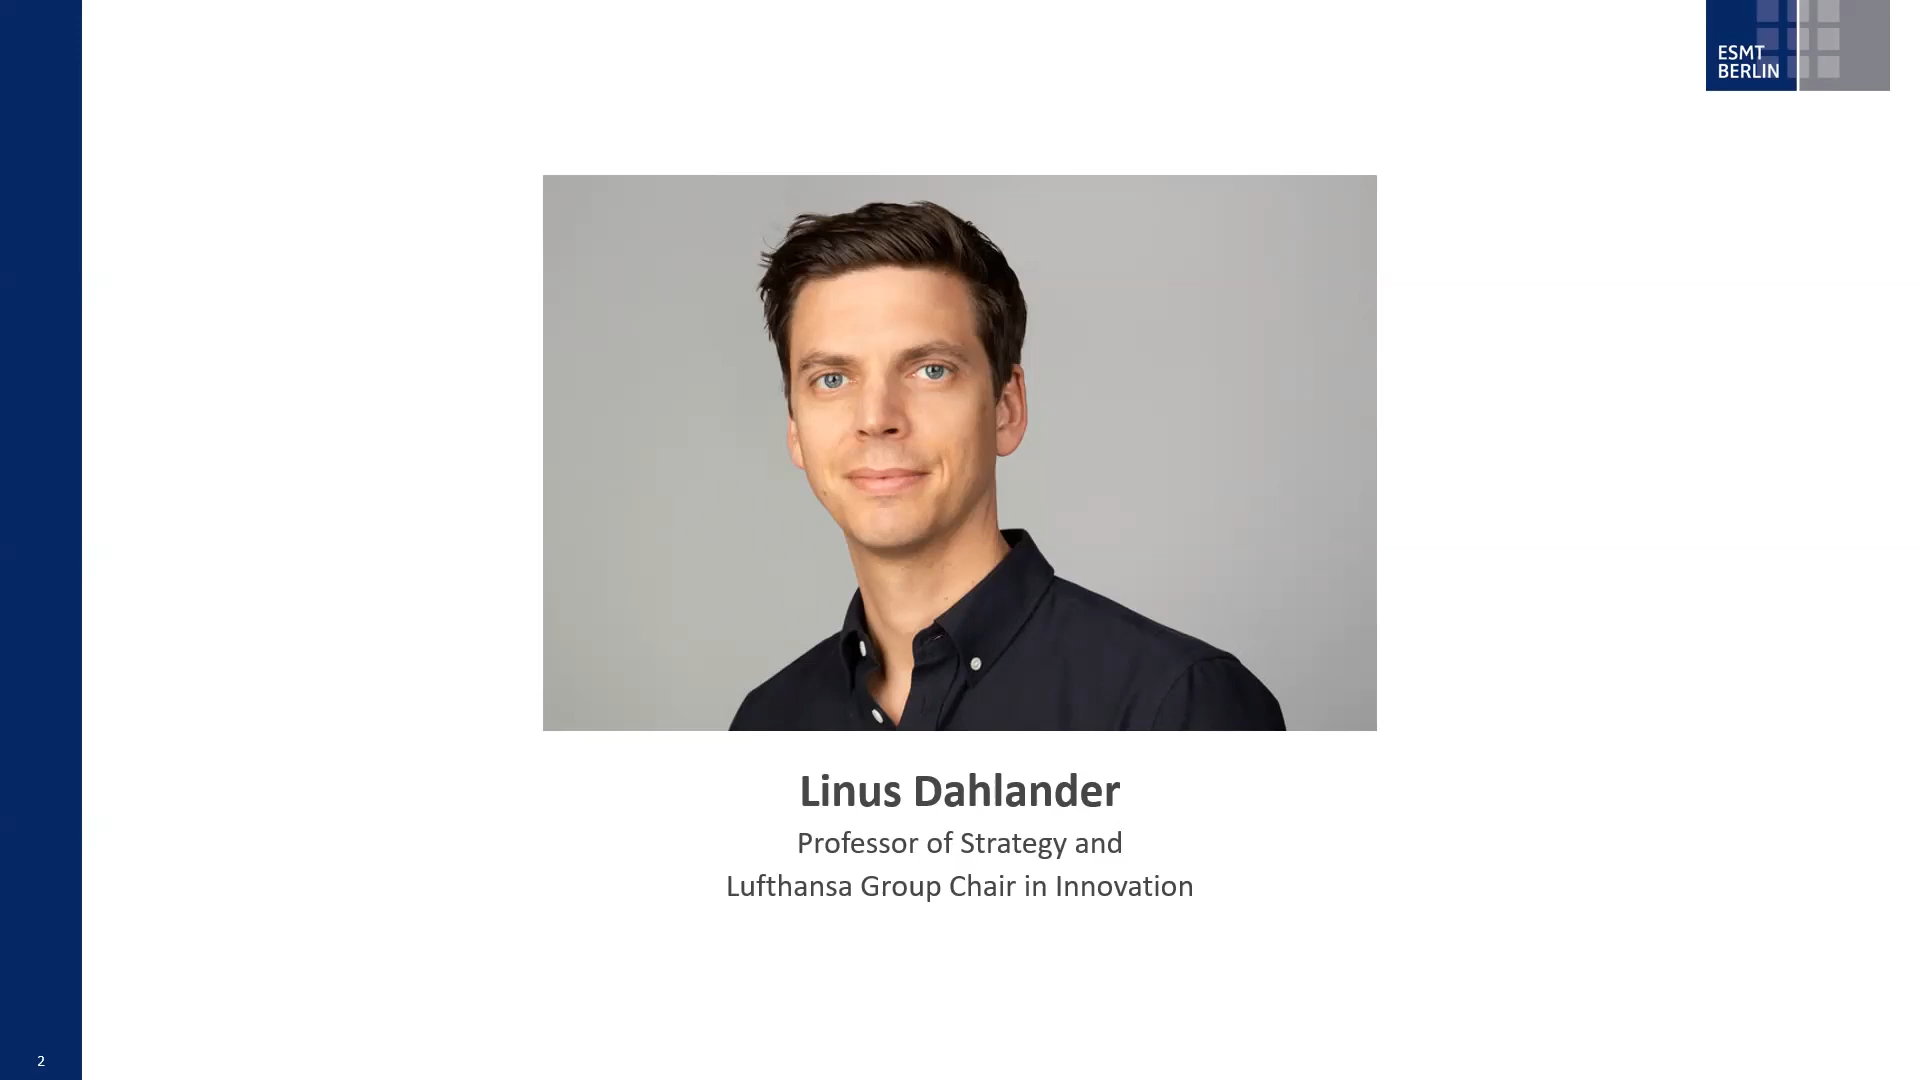 ESMT
BERLIN
Linus Dahlander
Professor of Strategy and
Lufthansa Group Chair in Innovation
2